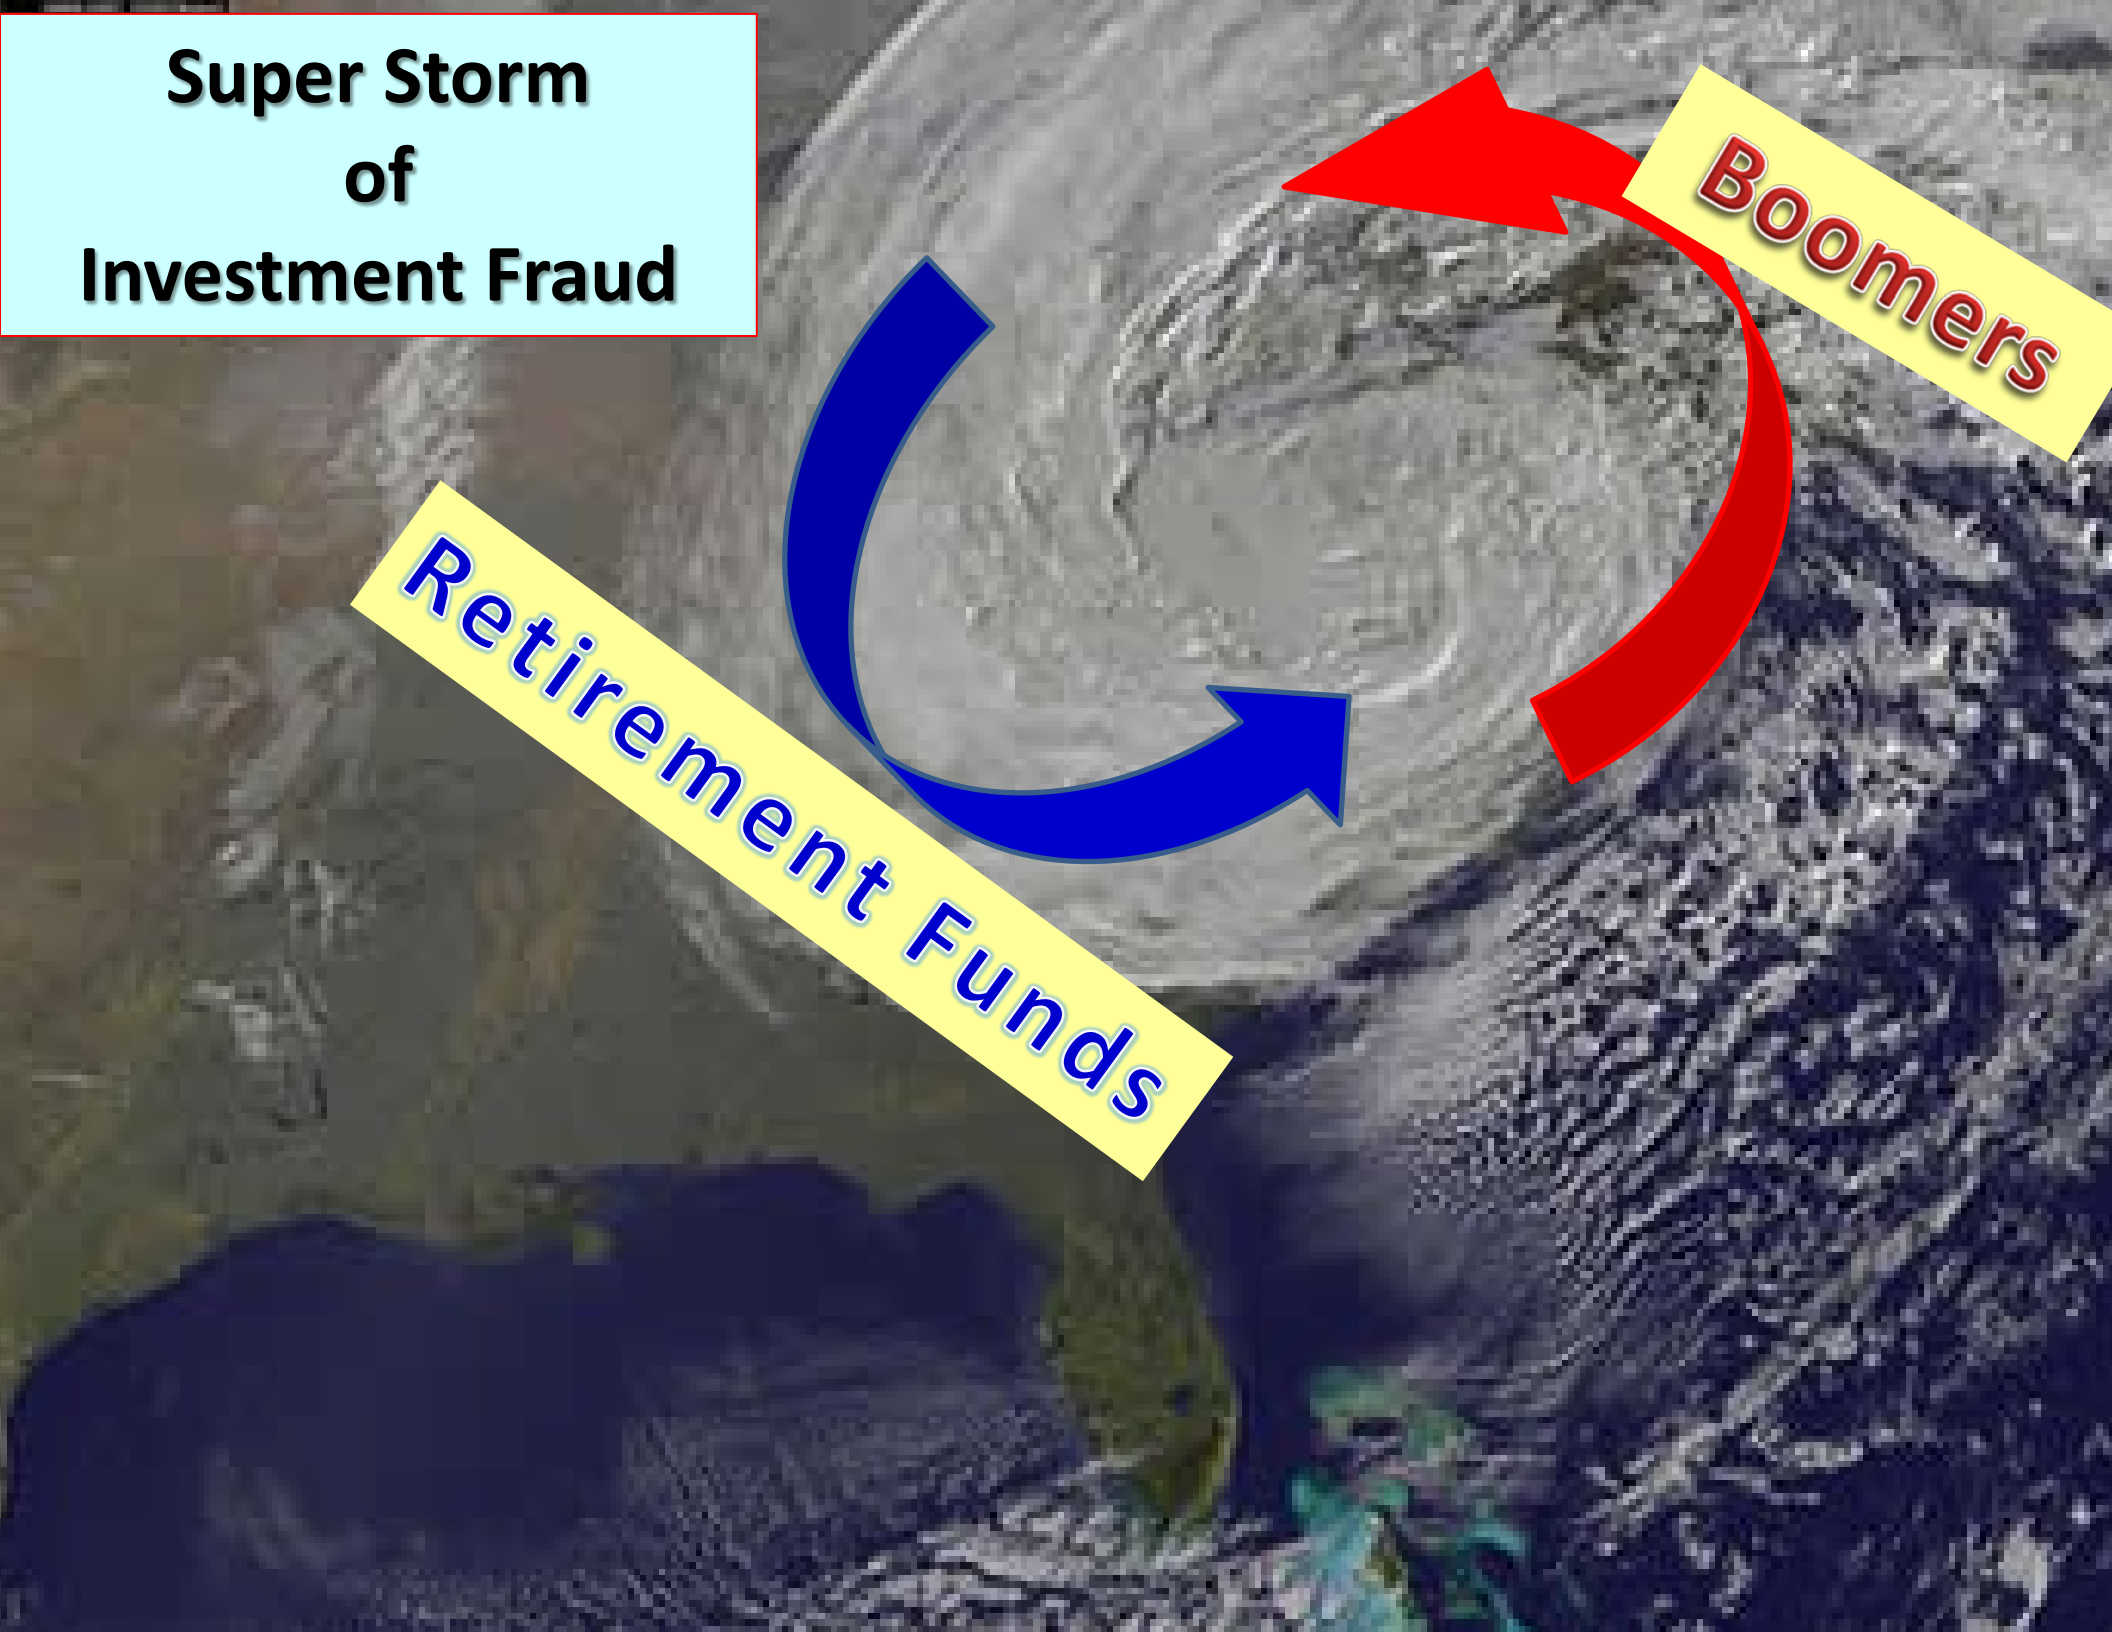 Super Storm
of
Investment Fraud
Boomers
Retirement Funds